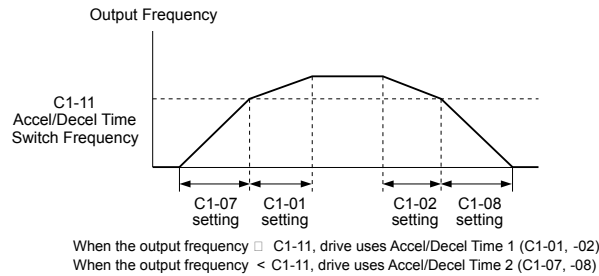 Output Frequency
C1-11
Accel/Decel Time
Switch Frequency
C1-07 setting
C1-01 setting
C1-02 setting
C1-08 setting
When the output frequency □ C1-11, drive uses Accel/Decel Time 1 (C1-01, -02)
When the output frequency < C1-11, drive uses Accel/Decel Time 2 (C1-07, -08)